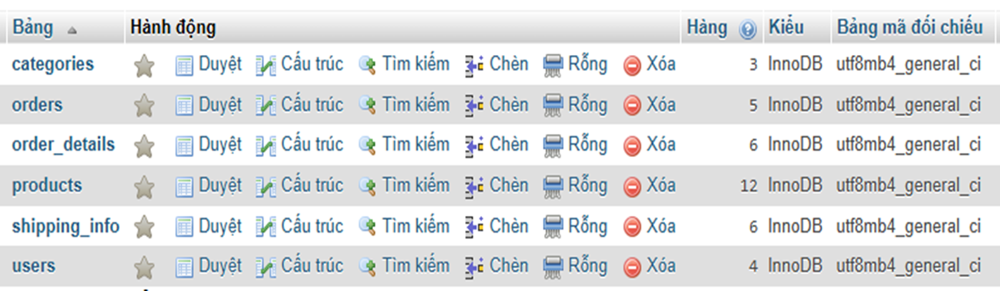 Bảng Hành động Hàng Kiểu Bảng mã đối chiếu
categories Duyệt Cấu trúc Tìm kiếm Chèn Rỗng Xóa 3 InnoDB utf8mb4_general_ci
orders Duyệt Cấu trúc Tìm kiếm Chèn Rỗng Xóa 5 InnoDB utf8mb4_general_ci
order_details Duyệt Cấu trúc Tìm kiếm Chèn Rỗng Xóa 6 InnoDB utf8mb4_general_ci
products Duyệt Cấu trúc Tìm kiếm Chèn Rỗng Xóa 12 InnoDB utf8mb4_general_ci
shipping_info Duyệt Cấu trúc Tìm kiếm Chèn Rỗng Xóa 6 InnoDB utf8mb4_general_ci
users Duyệt Cấu trúc Tìm kiếm Chèn Rỗng Xóa 4 InnoDB utf8mb4_general_ci